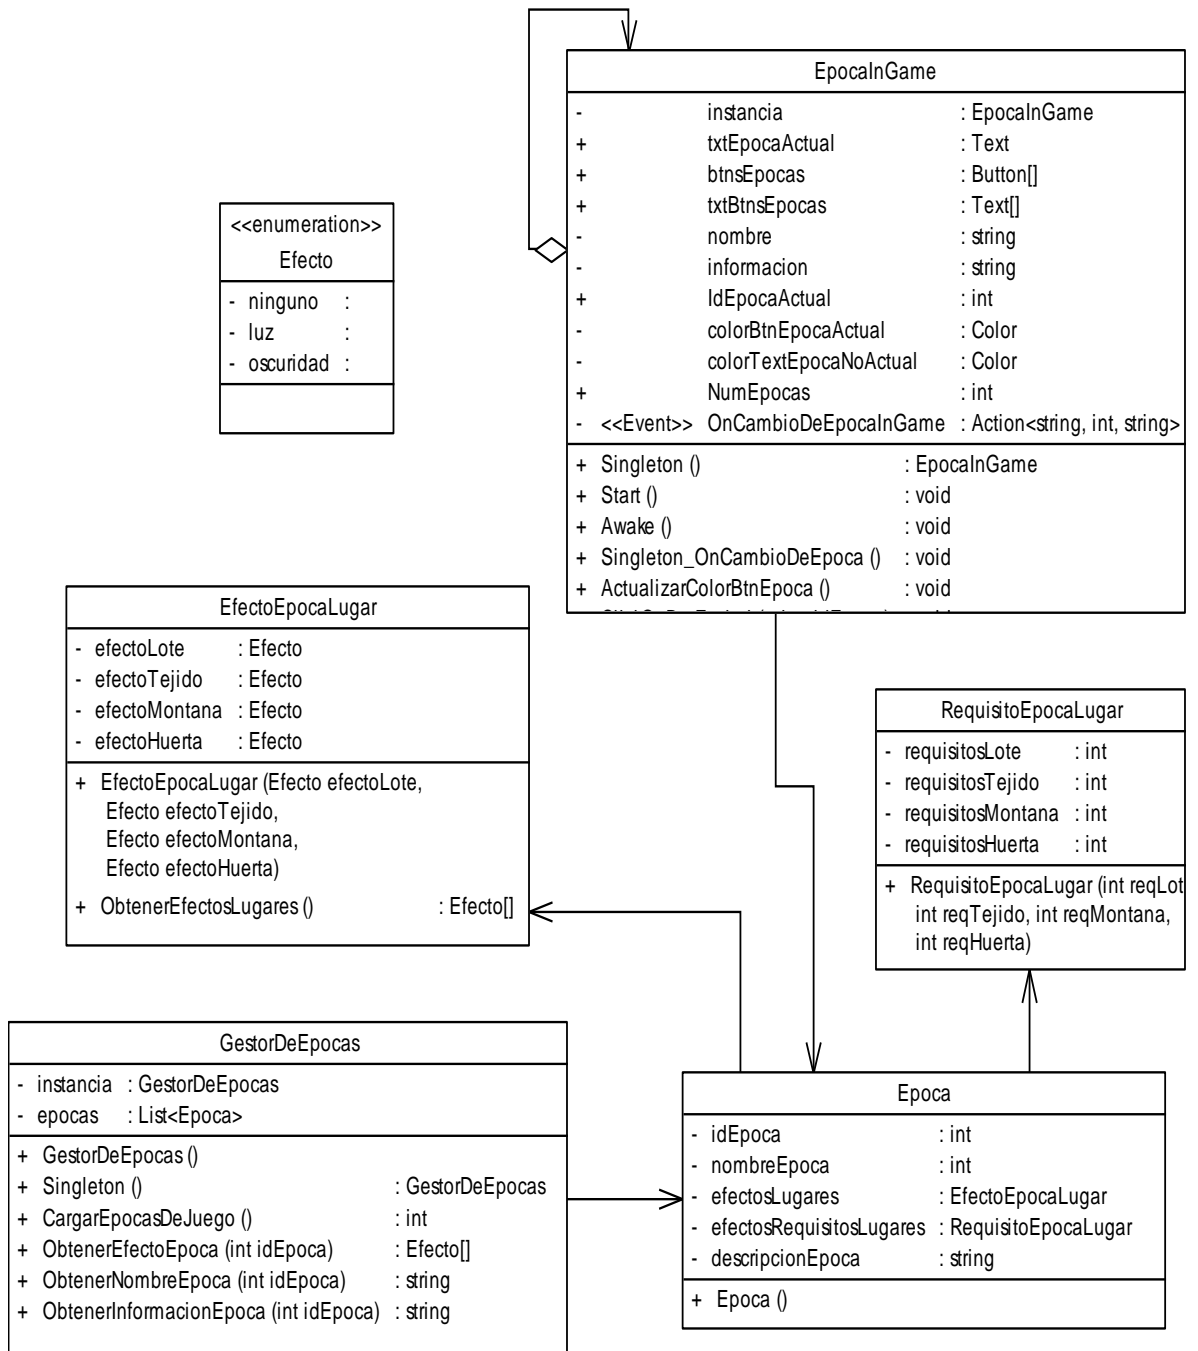 EpocaInGame
- instancia : EpocaInGame
+ txtEpocaActual : Text
+ btnsEpocas : Button[]
+ txtBtnsEpocas : Text[]
- nombre : string
- informacion : string
+ IdEpocaActual : int
- colorBtnEpocaActual : Color
- colorTextEpocaNoActual : Color
+ NumEpocas : int
- <<Event>> OnCambioDeEpocaInGame : Action<string, int, string>
+ Singleton () : EpocaInGame
+ Start () : void
+ Awake () : void
+ Singleton_OnCambioDeEpoca () : void
+ ActualizarColorBtnEpoca () : void
<<enumeration>>
Efecto
- ninguno :
- luz :
- oscuridad :
EfectoEpocaLugar
- efectoLote : Efecto
- efectoTejido : Efecto
- efectoMontana : Efecto
- efectoHuerta : Efecto
+ EfectoEpocaLugar (Efecto efectoLote,
Efecto efectoTejido,
Efecto efectoMontana,
Efecto efectoHuerta)
+ ObtenerEfectosLugares () : Efecto[]
RequisitoEpocaLugar
- requisitosLote : int
- requisitosTejido : int
- requisitosMontana : int
- requisitosHuerta : int
+ RequisitoEpocaLugar (int reqLot
int reqTejido, int reqMontana,
int reqHuerta)
GestorDeEpocas
- instancia : GestorDeEpocas
- epocas : List<Epoca>
+ GestorDeEpocas ()
+ Singleton () : GestorDeEpocas
+ CargarEpocasDeJuego () : int
+ ObtenerEfectoEpoca (int idEpoca) : Efecto[]
+ ObtenerNombreEpoca (int idEpoca) : string
+ ObtenerInformacionEpoca (int idEpoca) : string
Epoca
- idEpoca : int
- nombreEpoca : int
- efectosLugares : EfectoEpocaLugar
- efectosRequisitosLugares : RequisitoEpocaLugar
- descripcionEpoca : string
+ Epoca ()